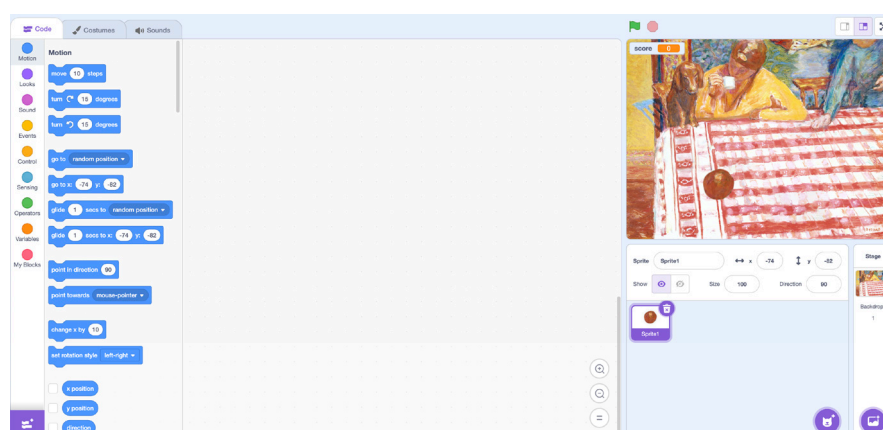 Code Costumes Sounds
Motion
Looks
Sound
Events
Control
Sensing
Operators
Variables
My Blocks
Motion
move 10 steps
turn 15 degrees
turn 15 degrees
go to random position
go to x: -74 y: -82
glide 1 secs to random position
glide 1 secs to x: -74 y: -82
point in direction 90
point towards mouse-pointer
change x by 10
set rotation style left-right
x position
y position
direction
score 0
Sprite Sprite1 x -74 y -82
Show Size 100 Direction 90
Sprite1
Stage
Backdrop
1